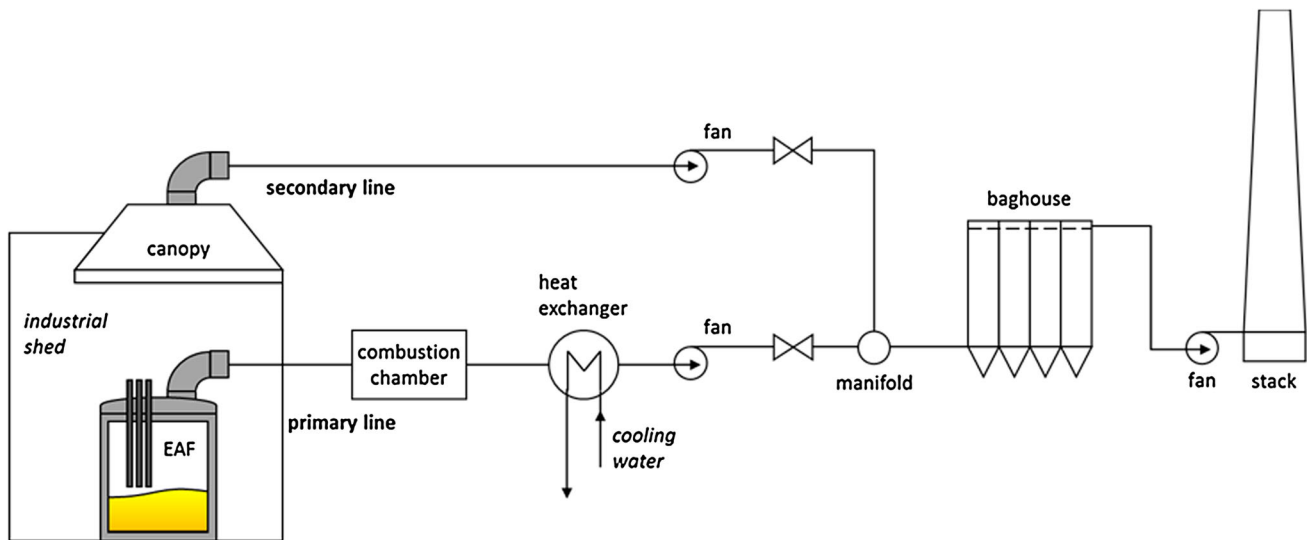 fan
secondary line
baghouse
canopy
heat
exchanger
industrial
shed
fan
combustion
chamber
manifold
fan
stack
primary line
EAF
cooling
water